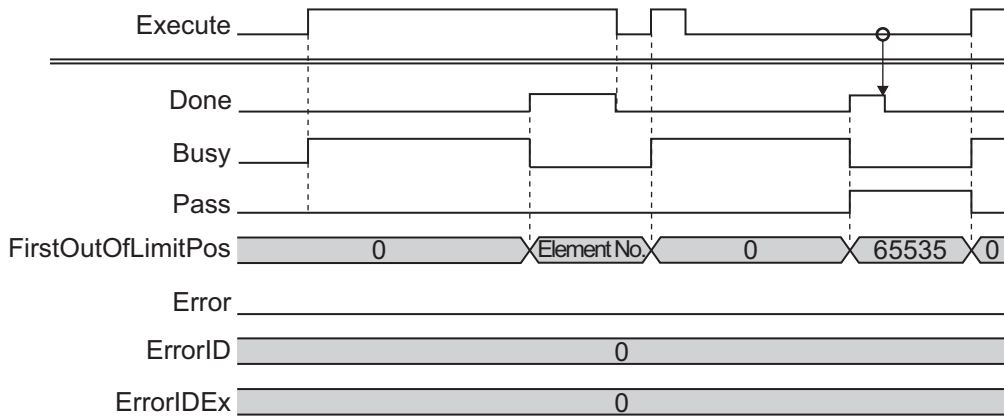 Execute
Done
Busy
Pass
FirstOutOfLimitPos 0 Element No. 0 65535 0
Error
ErrorID 0
ErrorIDEx 0